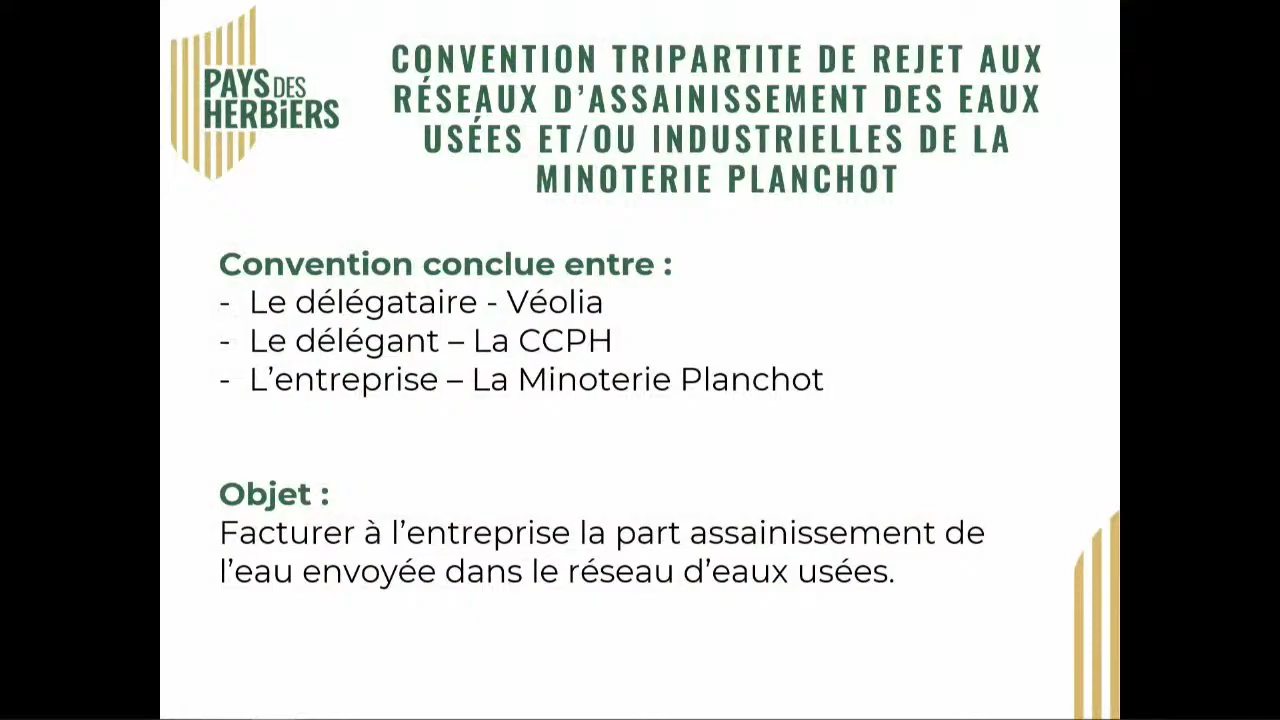 PAYS DES
HERBiERS
CONVENTION TRIPARTITE DE REJET AUX
RÉSEAUX D’ASSAINISSEMENT DES EAUX
USÉES ET/OU INDUSTRIELLES DE LA
MINOTERIE PLANCHOT
Convention conclue entre :
- Le délégataire - Véolia
- Le délégant – La CCPH
- L’entreprise – La Minoterie Planchot
Objet :
Facturer à l’entreprise la part assainissement de
l’eau envoyée dans le réseau d’eaux usées.